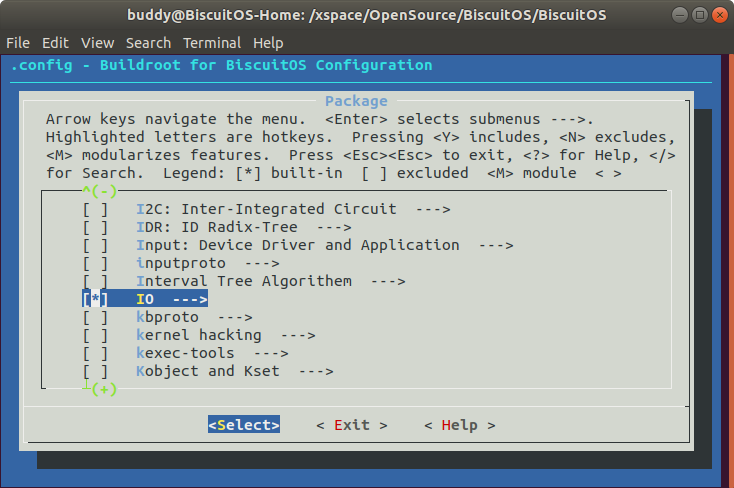 buddy@BiscuitOS-Home: /xspace/OpenSource/BiscuitOS/BiscuitOS
File Edit View Search Terminal Help
.config - Buildroot for BiscuitOS Configuration
Package
Arrow keys navigate the menu. <Enter> selects submenus --->.
Highlighted letters are hotkeys. Pressing <Y> includes, <N> excludes,
<M> modularizes features. Press <Esc><Esc> to exit, <?> for Help, </>
for Search. Legend: [*] built-in [ ] excluded <M> module < >
^(-)
[ ] I2C: Inter-Integrated Circuit --->
[ ] IDR: ID Radix-Tree --->
[ ] Input: Device Driver and Application --->
[ ] inputproto --->
[ ] Interval Tree Algorithem --->
[*] IO --->
[ ] kbproto --->
[ ] kernel hacking --->
[ ] kexec-tools --->
[ ] Kobject and Kset --->
┴(+)
<Select> < Exit > < Help >